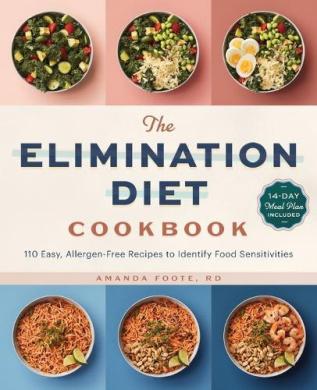 The
ELIMINATION
DIET
COOKBOOK
14-DAY
Meal Plan
INCLUDED
110 Easy, Allergen-Free Recipes to Identify Food Sensitivities
AMANDA FOOTE, RD